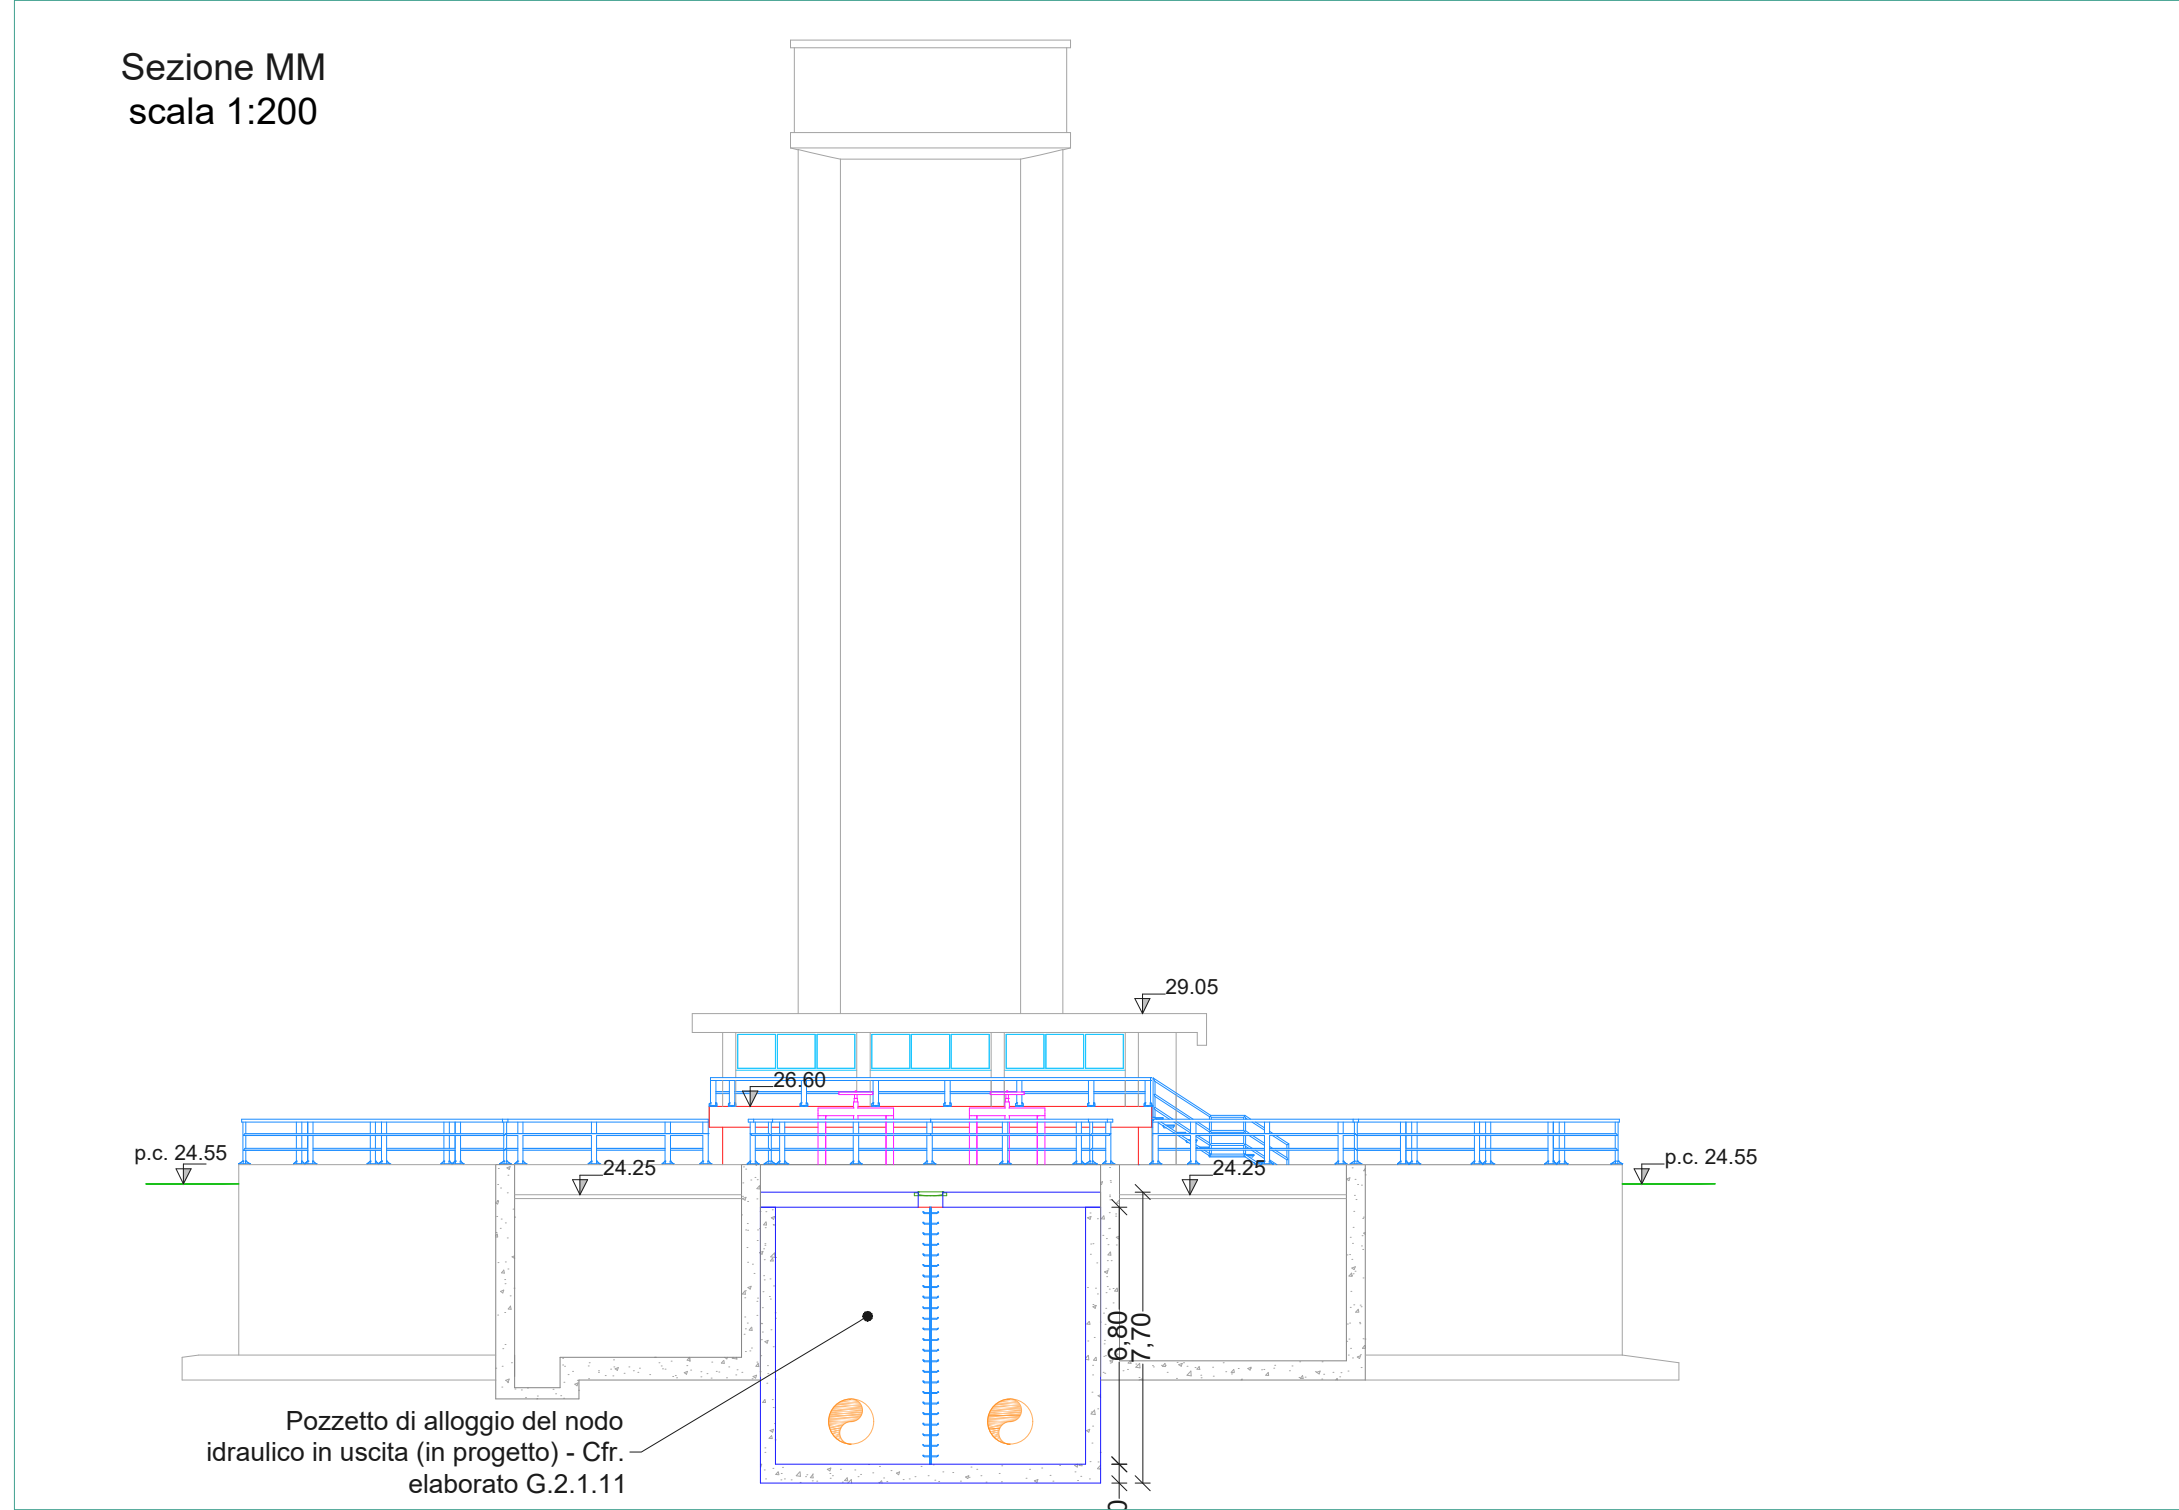 Sezione MM
scala 1:200
29.05
26.60
p.c. 24.55
24.25
24.25
p.c. 24.55
6,80
7,70
Pozzetto di alloggio del nodo
idraulico in uscita (in progetto) - Cfr.
elaborato G.2.1.11